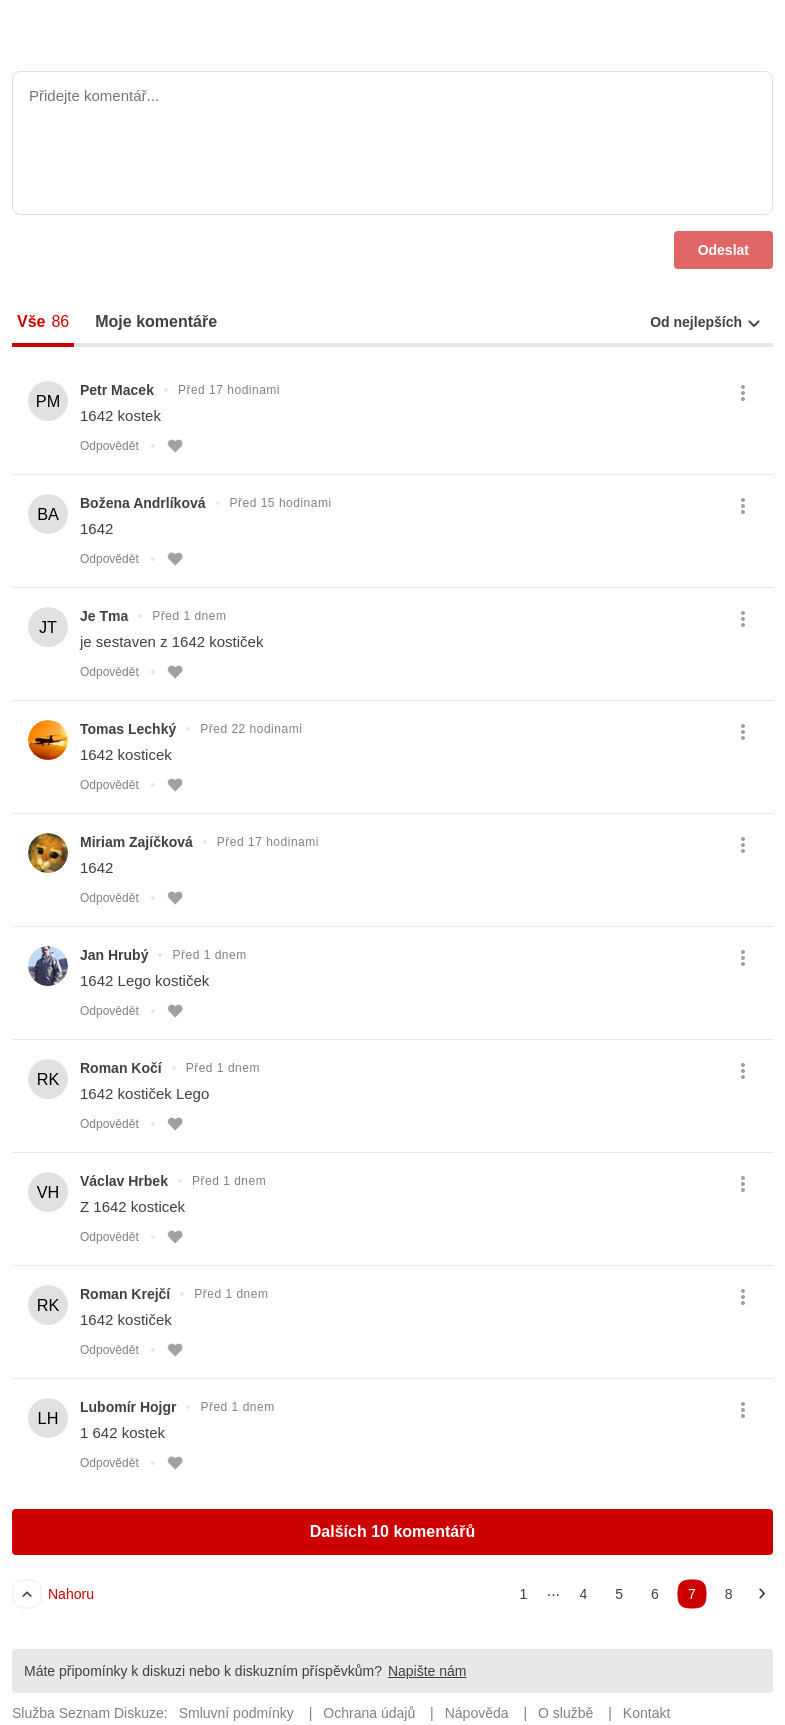 Přidejte komentář...
Odeslat
Vše 86 Moje komentáře Od nejlepších
PM Petr Macek Před 17 hodinami
1642 kostek
Odpovědět
BA Božena Andrlíková Před 15 hodinami
1642
Odpovědět
JT Je Tma Před 1 dnem
je sestaven z 1642 kostiček
Odpovědět
Tomas Lechký Před 22 hodinami
1642 kosticek
Odpovědět
Miriam Zajíčková Před 17 hodinami
1642
Odpovědět
Jan Hrubý Před 1 dnem
1642 Lego kostiček
Odpovědět
RK Roman Kočí Před 1 dnem
1642 kostiček Lego
Odpovědět
VH Václav Hrbek Před 1 dnem
Z 1642 kosticek
Odpovědět
RK Roman Krejčí Před 1 dnem
1642 kostiček
Odpovědět
LH Lubomír Hojgr Před 1 dnem
1 642 kostek
Odpovědět
Dalších 10 komentářů
Nahoru 1 ... 4 5 6 7 8
Máte připomínky k diskuzi nebo k diskuzním příspěvkům? Napište nám
Služba Seznam Diskuze: Smluvní podmínky | Ochrana údajů | Nápověda | O službě | Kontakt